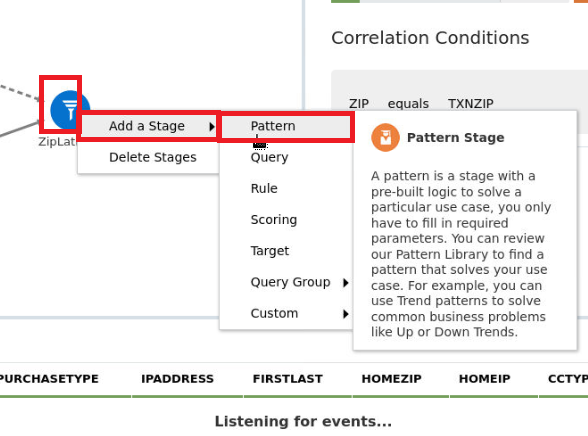 Correlation Conditions
ZIP equals TXNZIP
Add a Stage
Delete Stages
Pattern
Query
Rule
Scoring
Target
Query Group
Custom
Pattern Stage
A pattern is a stage with a
pre-built logic to solve a
particular use case, you only
have to fill in required
parameters. You can review
our Pattern Library to find a
pattern that solves your use
case. For example, you can
use Trend patterns to solve
common business problems
like Up or Down Trends.
PURCHASETYPE IPADDRESS FIRSTLAST HOMEZIP HOMEIP CCTYP
Listening for events...